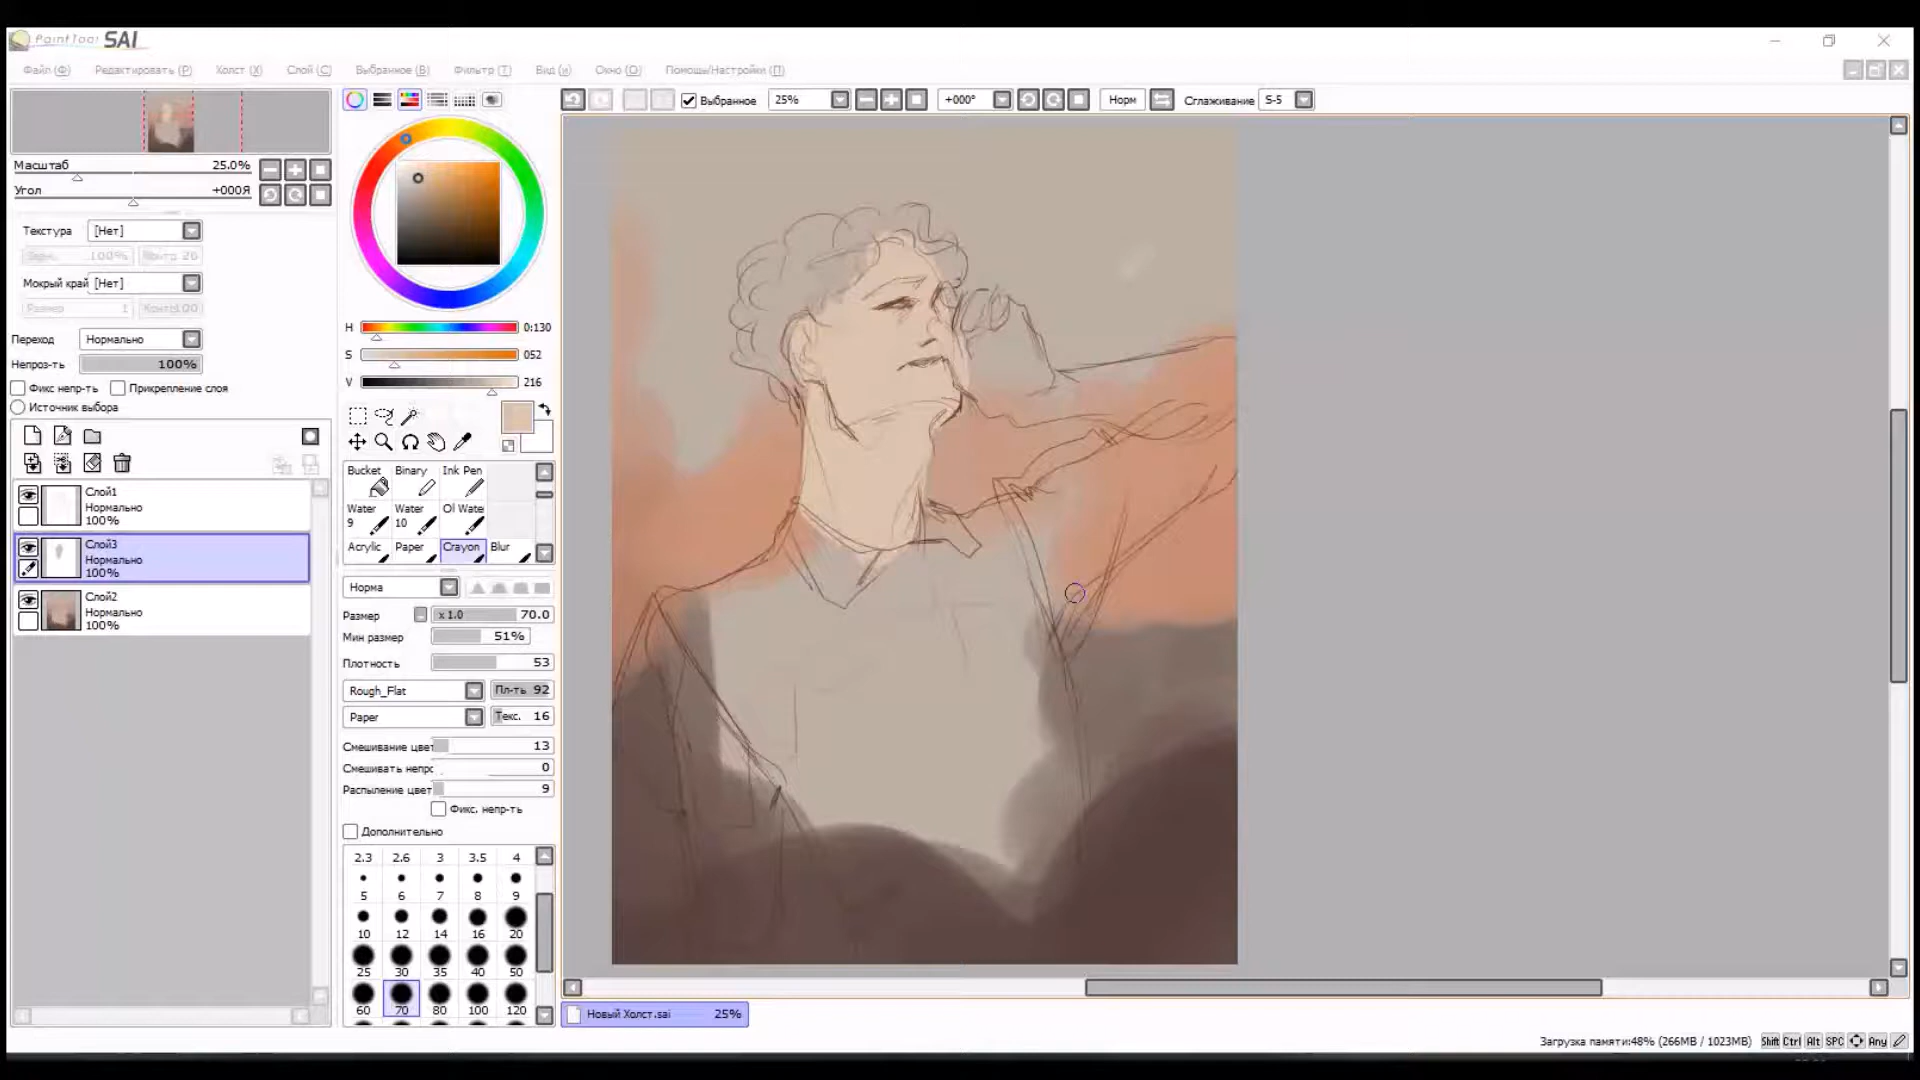 PaintTool SAI
Файл (Ф) Редактировать (Р) Холст (Х) Слой (С) Выбранное (В) Фильтр (Т) Вид (и) Окно (О) Помощь/Настройки (П)
Выбранное 25% +000° Норм Сглаживание S-5
Масштаб 25.0%
Угол +000Я
Текстура [Нет]
100% 26
Мокрый край [Нет]
Размер 1 Контр100
Переход Нормально
Непроз-ть 100%
Фикс непр-ть Прикрепление слоя
Источник выбора
Слой1
Нормально
100%
Слой3
Нормально
100%
Слой2
Нормально
100%
H 0:130
S 052
V 216
Bucket Binary Ink Pen
Water 9 Water 10 Ol Wate
Acrylic Paper Crayon Blur
Норма
Размер x 1.0 70.0
Мин размер 51%
Плотность 53
Rough_Flat Пл-ть 92
Paper Текс. 16
Смешивание цвет 13
Смешивать непрс 0
Распыление цвет 9
Фикс. непр-ть
Дополнительно
2.3 2.6 3 3.5 4
5 6 7 8 9
10 12 14 16 20
25 30 35 40 50
60 70 80 100 120
Новый Холст.sai 25%
Загрузка памяти:48% (266MB / 1023MB) Shift Ctrl Alt SPC Any